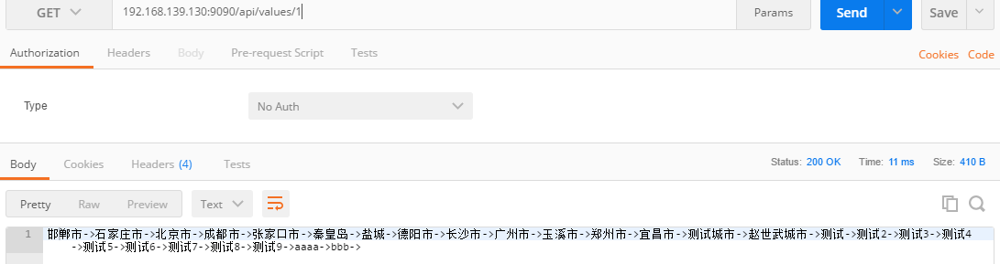 GET 192.168.139.130:9090/api/values/1 Params Send Save
Authorization Headers Body Pre-request Script Tests Cookies Code
Type No Auth
Body Cookies Headers (4) Tests Status: 200 OK Time: 11 ms Size: 410 B
Pretty Raw Preview Text
1 邯郸市->石家庄市->北京市->成都市->张家口市->秦皇岛->盐城->德阳市->长沙市->广州市->玉溪市->郑州市->宜昌市->测试城市->赵世武城市->测试->测试2->测试3->测试4
->测试5->测试6->测试7->测试8->测试9->aaaa->bbb->